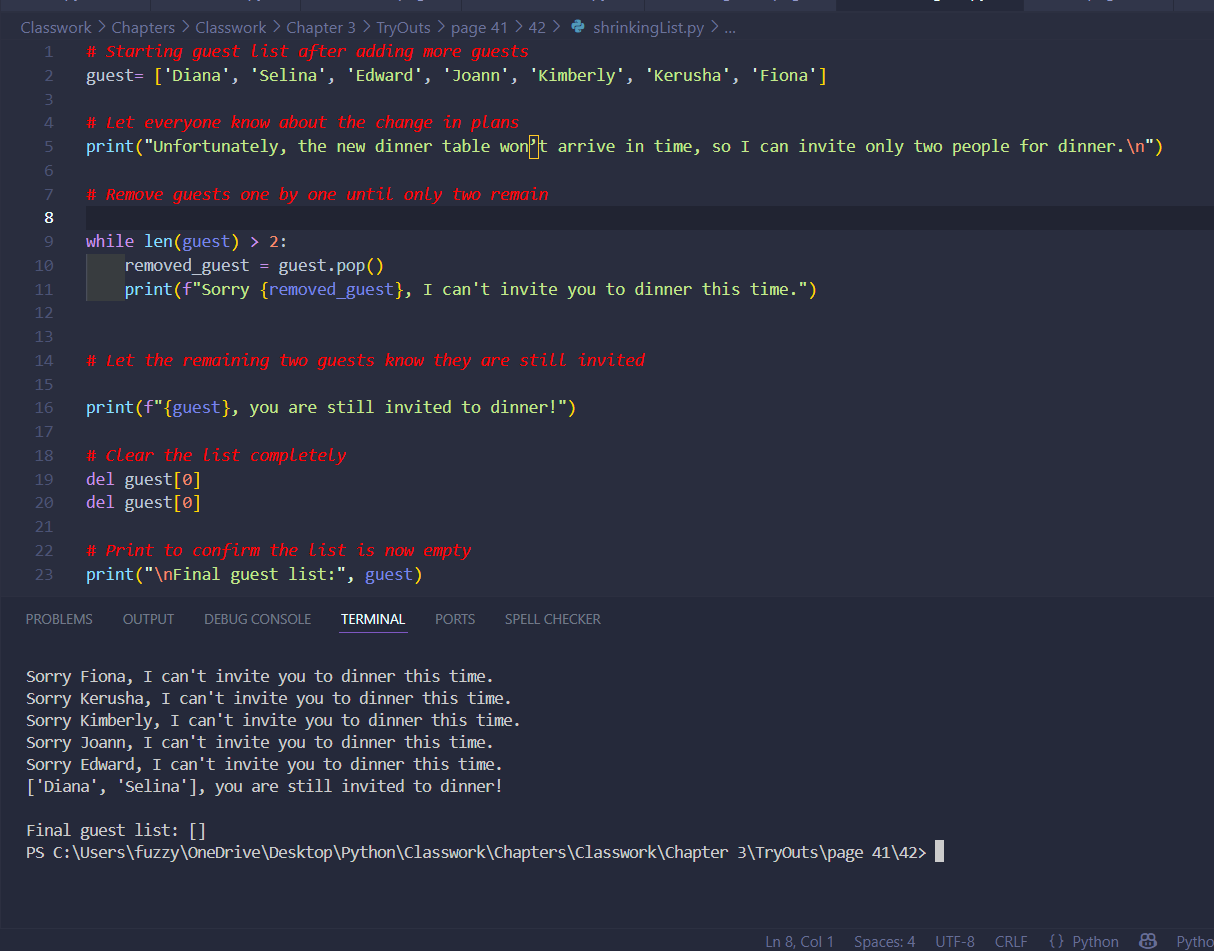 Classwork > Chapters > Classwork > Chapter 3 > TryOuts > page 41 > 42 > shrinkingList.py > ...
1 # Starting guest list after adding more guests
2 guest= ['Diana', 'Selina', 'Edward', 'Joann', 'Kimberly', 'Kerusha', 'Fiona']
3
4 # Let everyone know about the change in plans
5 print("Unfortunately, the new dinner table won’t arrive in time, so I can invite only two people for dinner.\n")
6
7 # Remove guests one by one until only two remain
8
9 while len(guest) > 2:
10     removed_guest = guest.pop()
11     print(f"Sorry {removed_guest}, I can't invite you to dinner this time.")
12
13
14 # Let the remaining two guests know they are still invited
15
16 print(f"{guest}, you are still invited to dinner!")
17
18 # Clear the list completely
19 del guest[0]
20 del guest[0]
21
22 # Print to confirm the list is now empty
23 print("\nFinal guest list:", guest)
PROBLEMS OUTPUT DEBUG CONSOLE TERMINAL PORTS SPELL CHECKER
Sorry Fiona, I can't invite you to dinner this time.
Sorry Kerusha, I can't invite you to dinner this time.
Sorry Kimberly, I can't invite you to dinner this time.
Sorry Joann, I can't invite you to dinner this time.
Sorry Edward, I can't invite you to dinner this time.
['Diana', 'Selina'], you are still invited to dinner!
Final guest list: []
PS C:\Users\fuzzy\OneDrive\Desktop\Python\Classwork\Chapters\Classwork\Chapter 3\TryOuts\page 41\42>
Ln 8, Col 1 Spaces: 4 UTF-8 CRLF {} Python Pytho